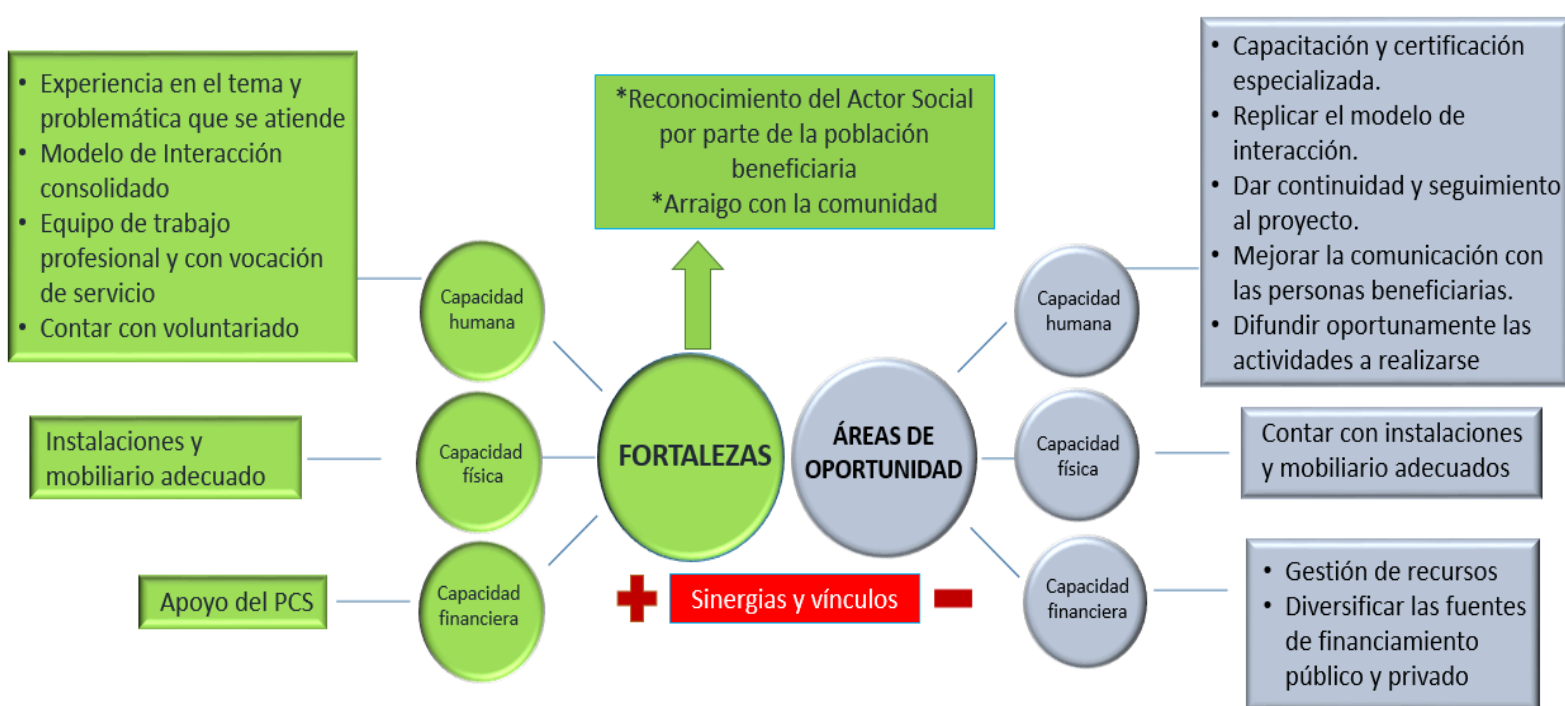 • Experiencia en el tema y
problemática que se atiende
• Modelo de Interacción
consolidado
• Equipo de trabajo
profesional y con vocación
de servicio
• Contar con voluntariado
Instalaciones y
mobiliario adecuado
Apoyo del PCS
Capacidad
humana
Capacidad
física
Capacidad
financiera
*Reconocimiento del Actor Social
por parte de la población
beneficiaria
*Arraigo con la comunidad
FORTALEZAS
ÁREAS DE
OPORTUNIDAD
+ Sinergias y vínculos -
Capacidad
humana
Capacidad
física
Capacidad
financiera
• Capacitación y certificación
especializada.
• Replicar el modelo de
interacción.
• Dar continuidad y seguimiento
al proyecto.
• Mejorar la comunicación con
las personas beneficiarias.
• Difundir oportunamente las
actividades a realizarse
Contar con instalaciones
y mobiliario adecuados
• Gestión de recursos
• Diversificar las fuentes
de financiamiento
público y privado